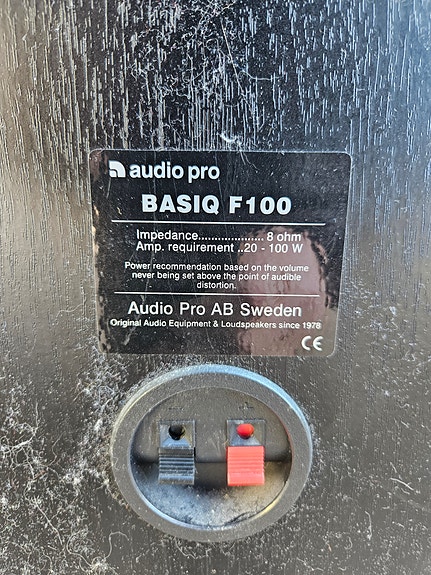 audio pro
BASIQ F100
Impedance.................... 8 ohm
Amp. requirement ..20 - 100 W
Power recommendation based on the volume
never being set above the point of audible
distortion.
Audio Pro AB Sweden
Original Audio Equipment & Loudspeakers since 1978
CE